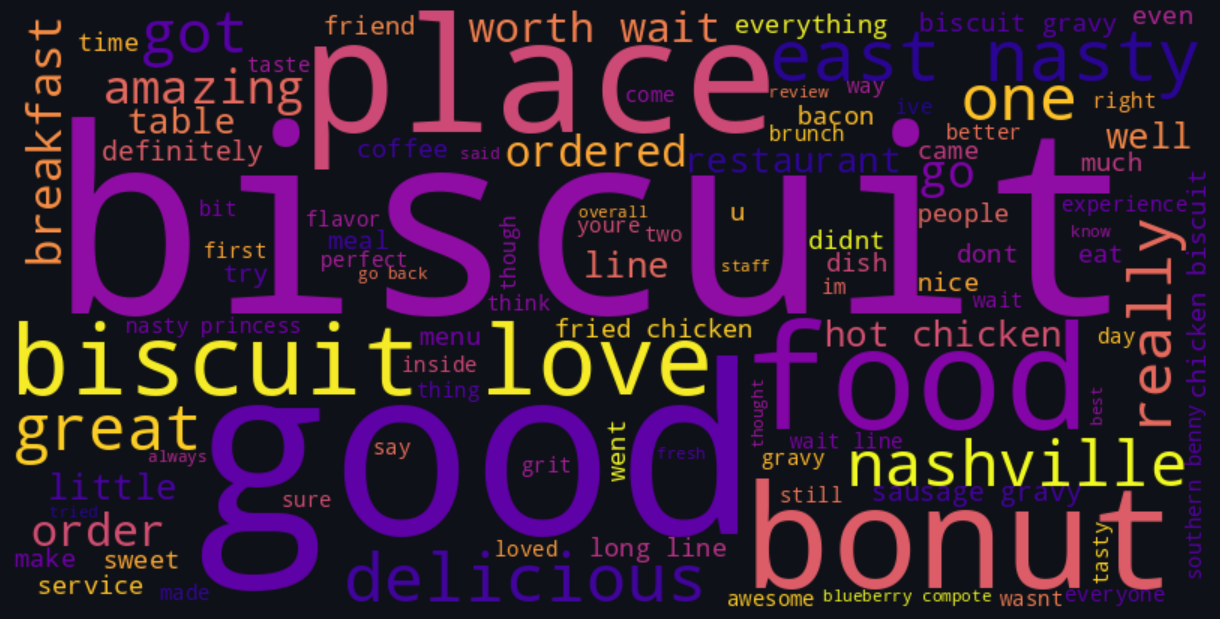 breakfast
time
got
friend
worth wait
everything
biscuit gravy
even
place
east nasty
taste
amazing
come
review
way
ive
one
right
table
bacon
brunch
better
well
definitely
coffee
said
ordered
restaurant
came
go
much
biscuit
bit
flavor
meal
perfect
go back
first
try
though
think
overall
youre
two
line
u
staff
didnt
dish
im
people
nice
dont
wait
experience
know
eat
really
southern benny
chicken biscuit
nasty princess
biscuit love
menu
inside
thing
fried chicken
food
hot chicken
day
best
thought
great
always
good
say
grit
went
fresh
wait line
gravy
nashville
little
tried
sure
still
sausage gravy
order
make
sweet
service
made
delicious
loved
long line
bonut
tasty
awesome
blueberry compote
wasnt
everyone